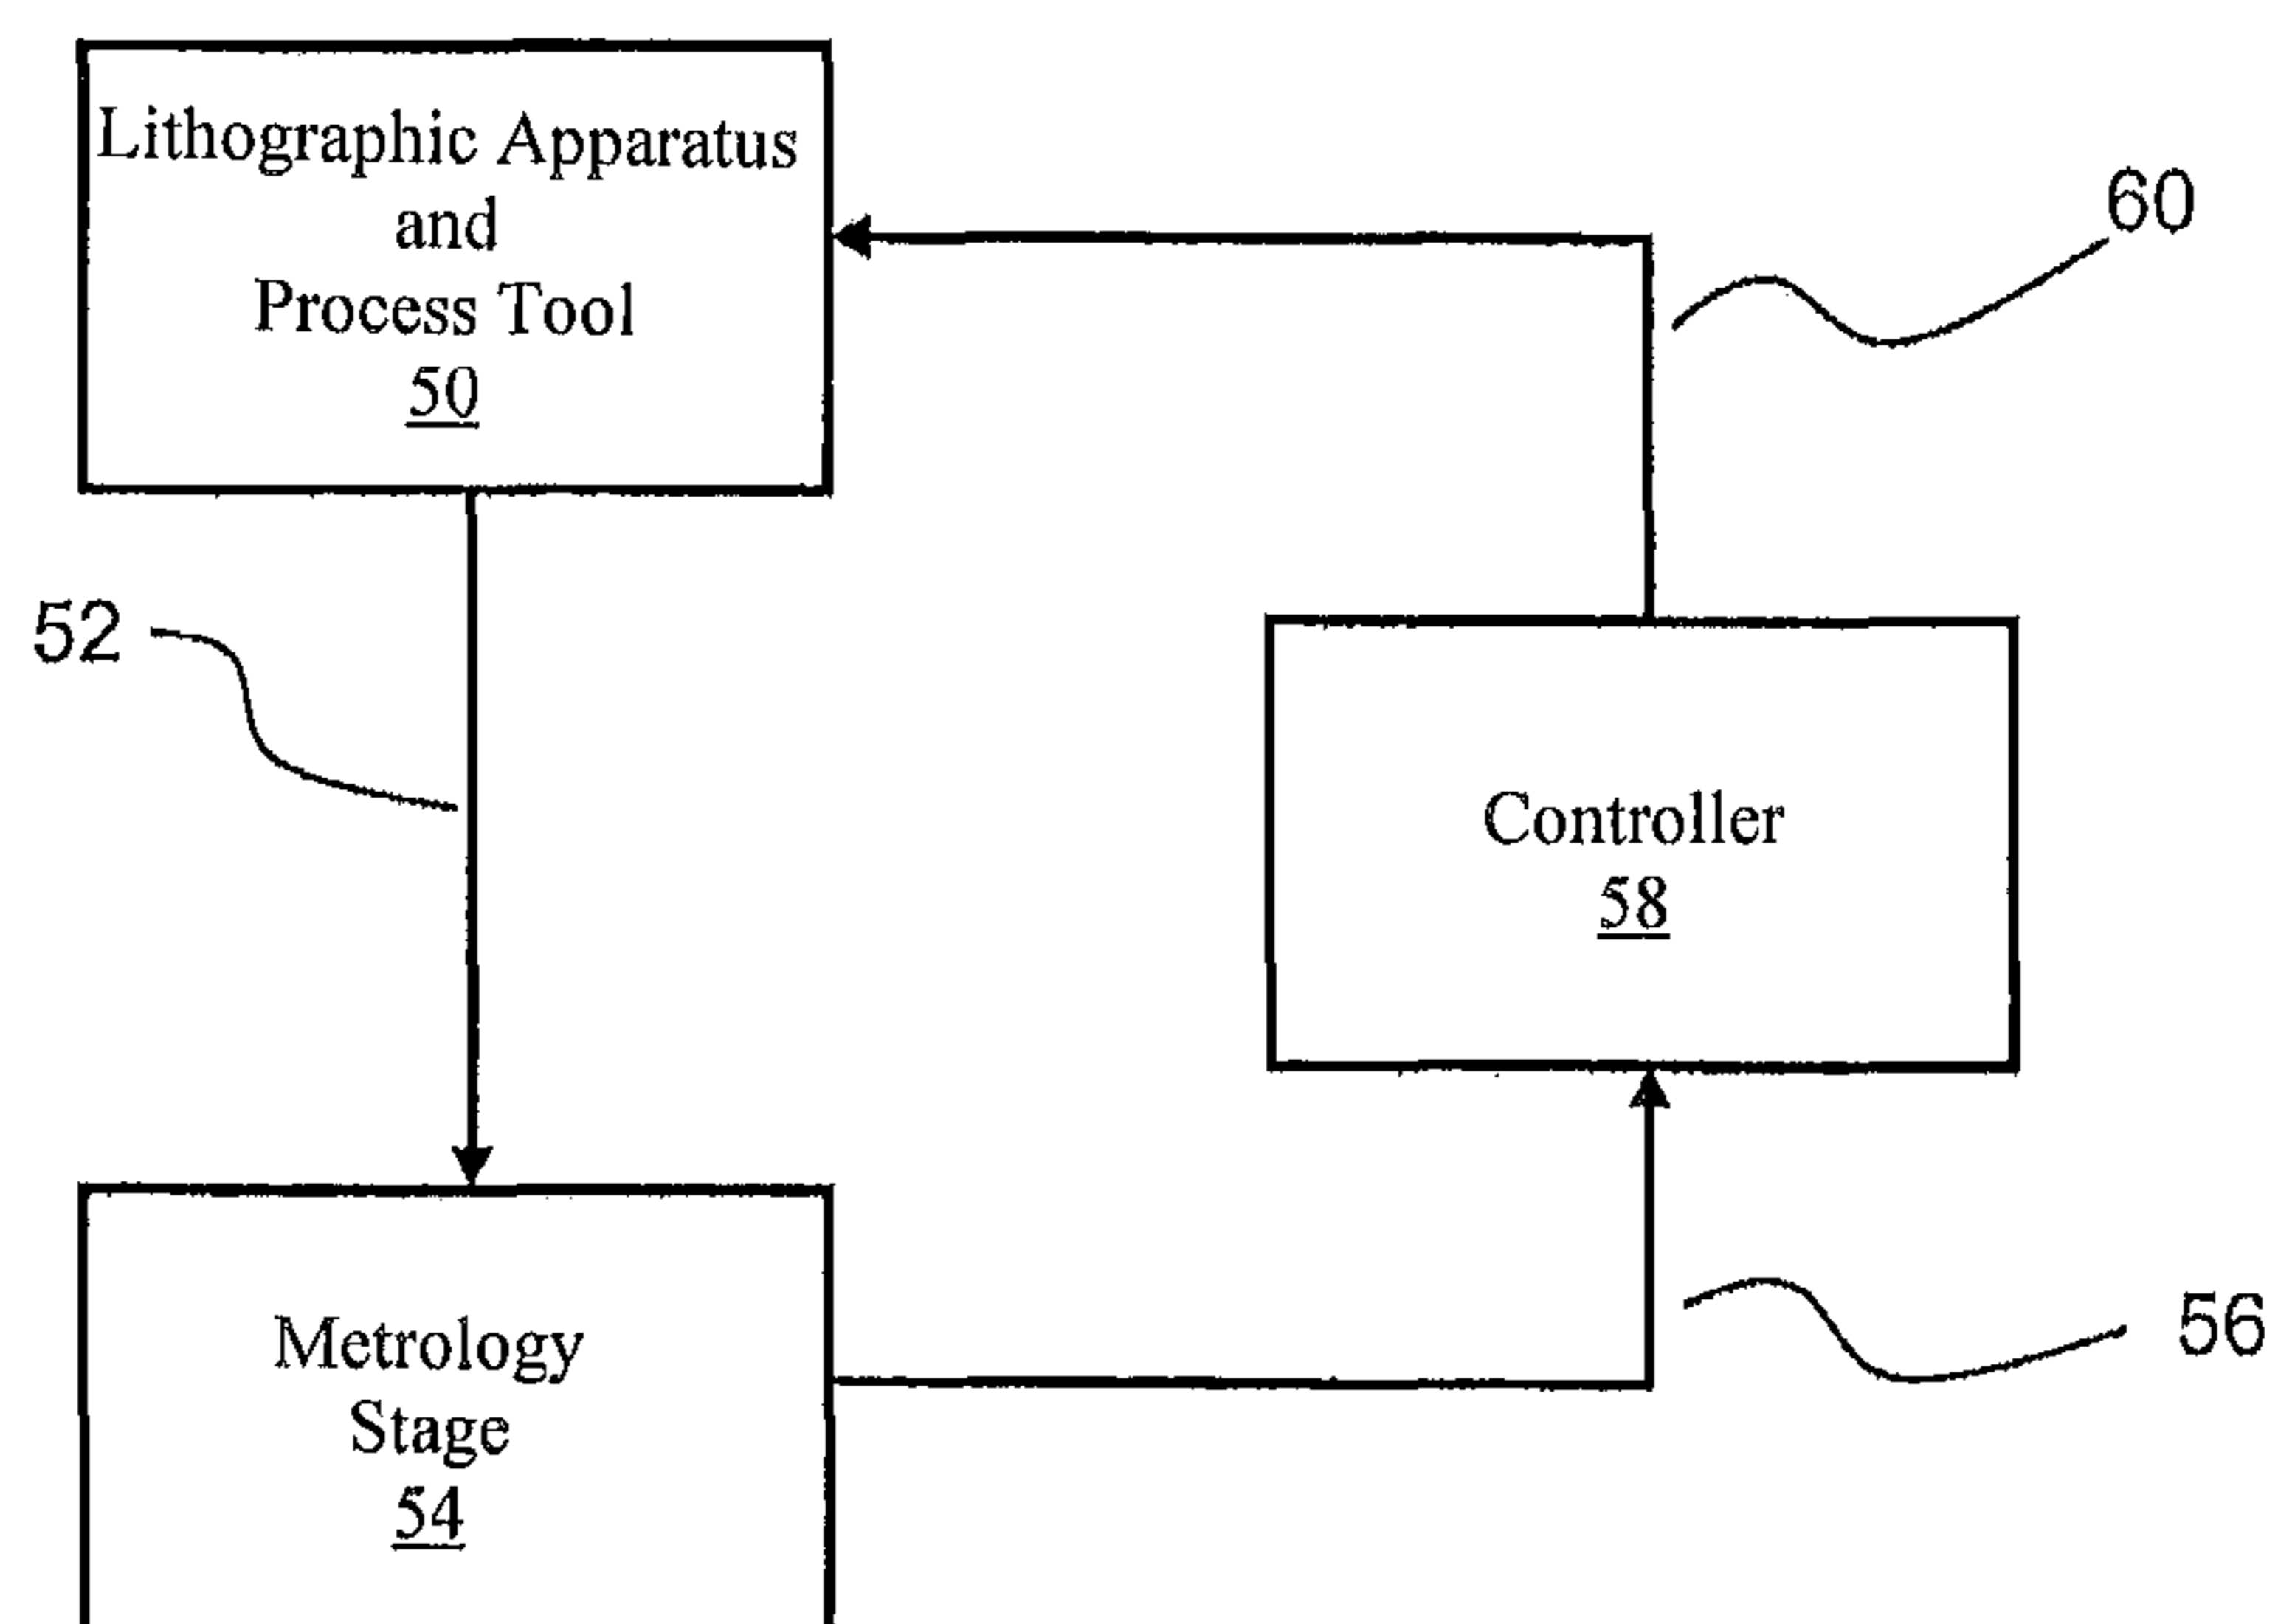 Lithographic Apparatus
and
Process Tool
50
60
52
Controller
58
Metrology
Stage
54
56